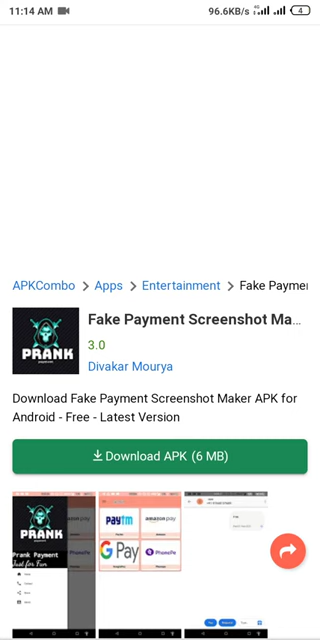 11:14 AM 96.6KB/s 4G 4
APKCombo > Apps > Entertainment > Fake Paymer
Fake Payment Screenshot Ma...
PRANK
3.0
Divakar Mourya
Download Fake Payment Screenshot Maker APK for
Android - Free - Latest Version
Download APK (6 MB)
PRANK
Prank Payment
Just for Fun
Paytm
amazon pay
G Pay
PhonePe